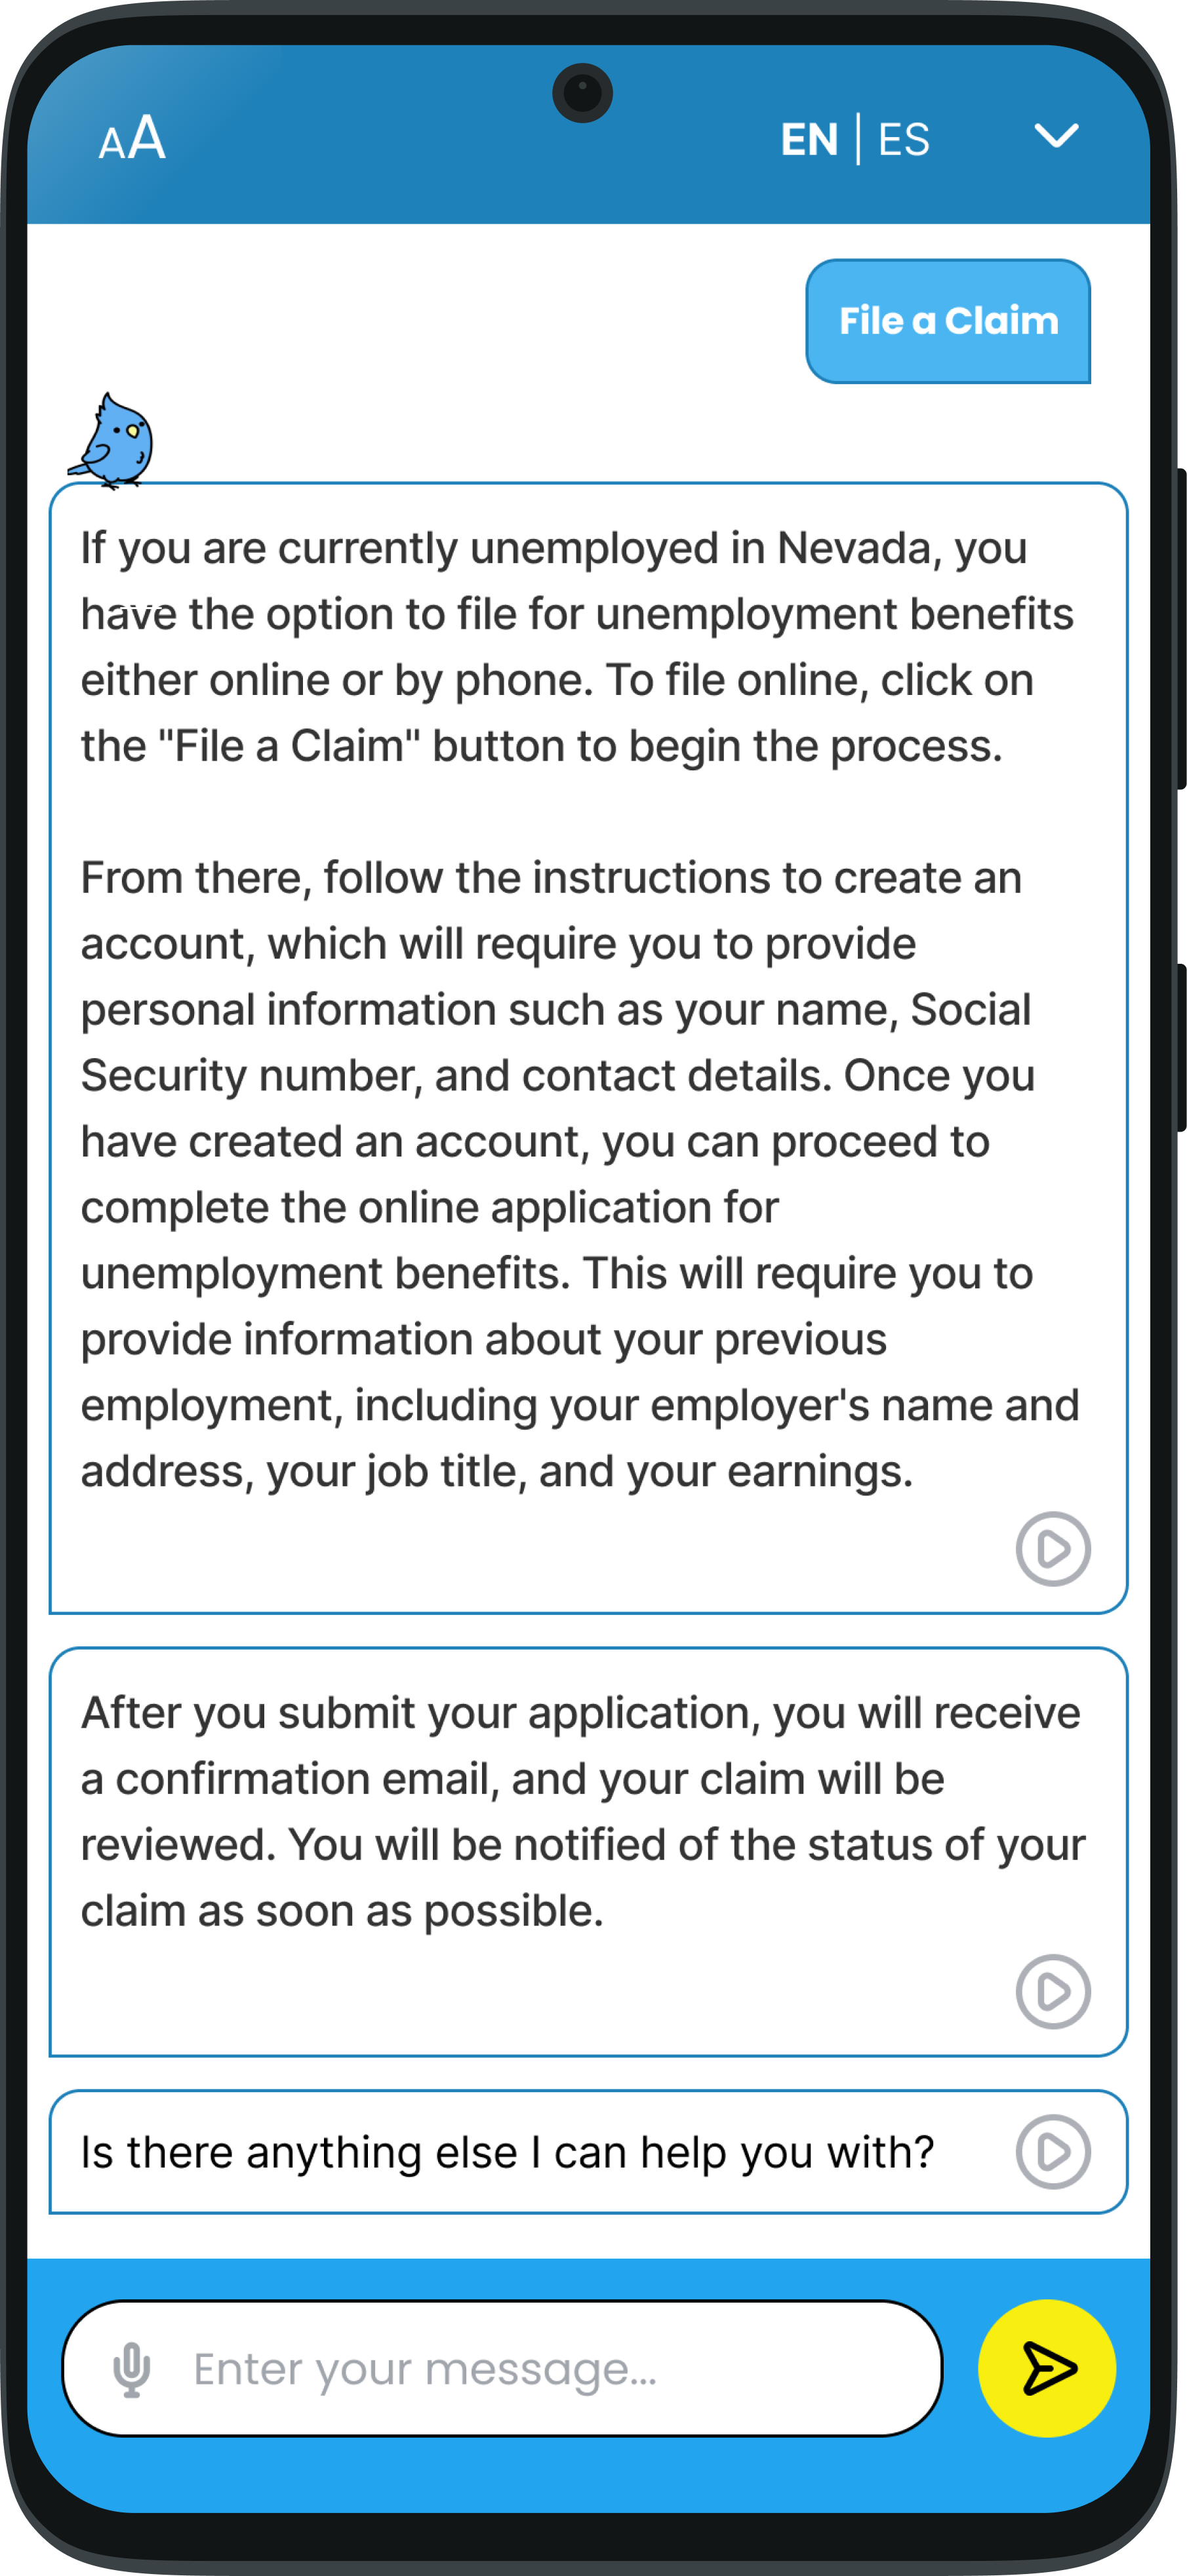 AA
EN | ES
File a Claim
If you are currently unemployed in Nevada, you
have the option to file for unemployment benefits
either online or by phone. To file online, click on
the "File a Claim" button to begin the process.
From there, follow the instructions to create an
account, which will require you to provide
personal information such as your name, Social
Security number, and contact details. Once you
have created an account, you can proceed to
complete the online application for
unemployment benefits. This will require you to
provide information about your previous
employment, including your employer's name and
address, your job title, and your earnings.
After you submit your application, you will receive
a confirmation email, and your claim will be
reviewed. You will be notified of the status of your
claim as soon as possible.
Is there anything else I can help you with?
Enter your message...